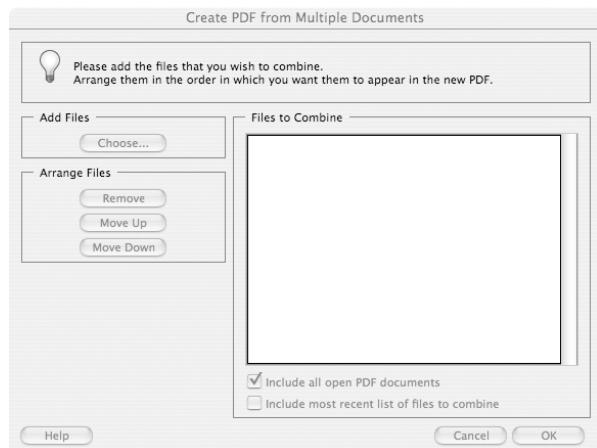 Create PDF from Multiple Documents
Please add the files that you wish to combine.
Arrange them in the order in which you want them to appear in the new PDF.
Add Files
Choose...
Arrange Files
Remove
Move Up
Move Down
Files to Combine
Include all open PDF documents
Include most recent list of files to combine
Help
Cancel
OK